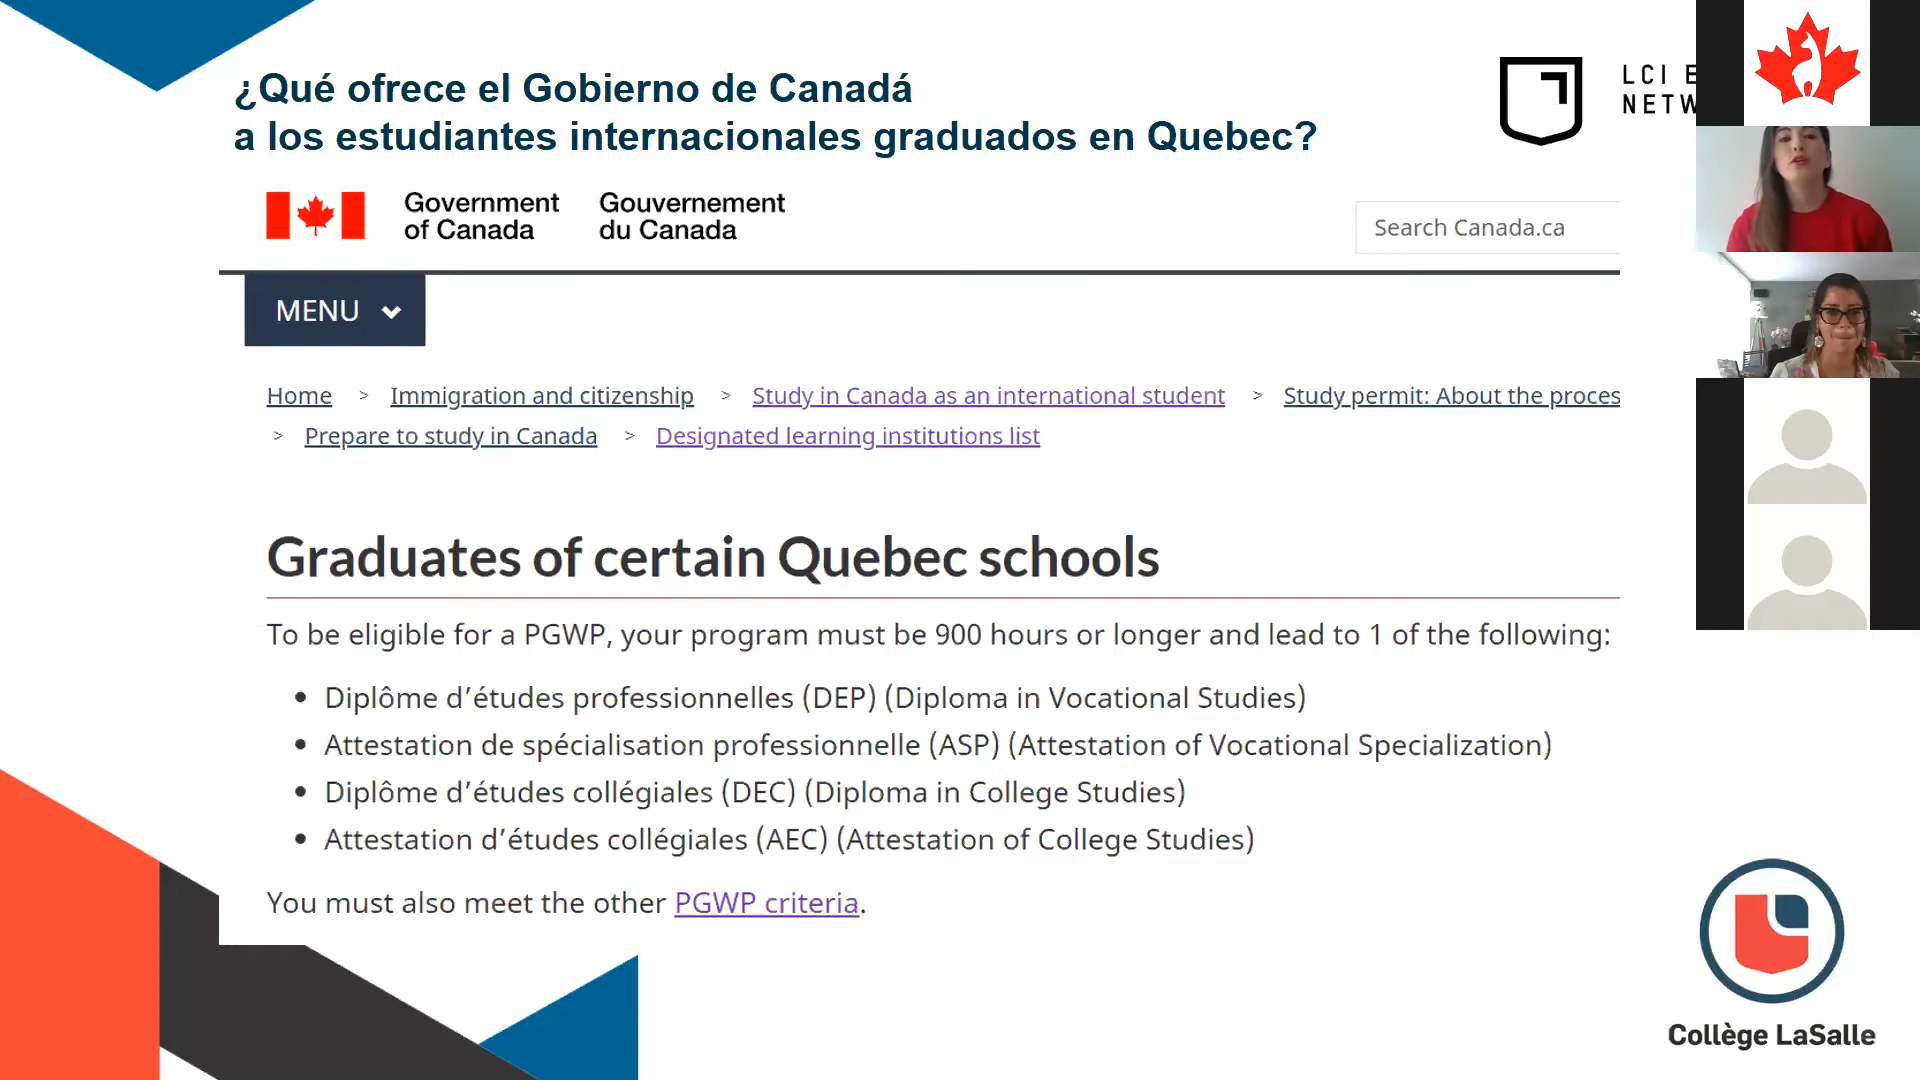 ¿Qué ofrece el Gobierno de Canadá
a los estudiantes internacionales graduados en Quebec?
LCI E
NETW
Government
of Canada
Gouvernement
du Canada
Search Canada.ca
MENU
Home > Immigration and citizenship > Study in Canada as an international student > Study permit: About the proces
> Prepare to study in Canada > Designated learning institutions list
Graduates of certain Quebec schools
To be eligible for a PGWP, your program must be 900 hours or longer and lead to 1 of the following:
• Diplôme d’études professionnelles (DEP) (Diploma in Vocational Studies)
• Attestation de spécialisation professionnelle (ASP) (Attestation of Vocational Specialization)
• Diplôme d’études collégiales (DEC) (Diploma in College Studies)
• Attestation d’études collégiales (AEC) (Attestation of College Studies)
You must also meet the other PGWP criteria.
Collège LaSalle